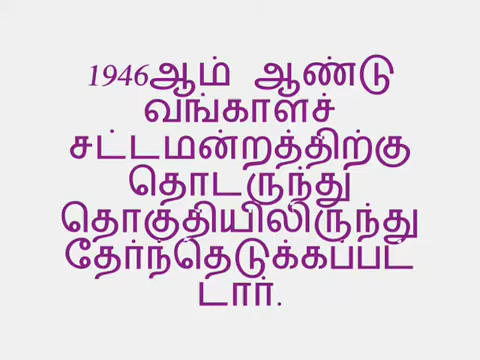 1946ஆம் ஆண்டு
வங்காளச்
சட்டமன்றத்திற்கு
தொடருந்து
தொகுதியிலிருந்து
தேர்ந்தெடுக்கப்பட்
டார்.